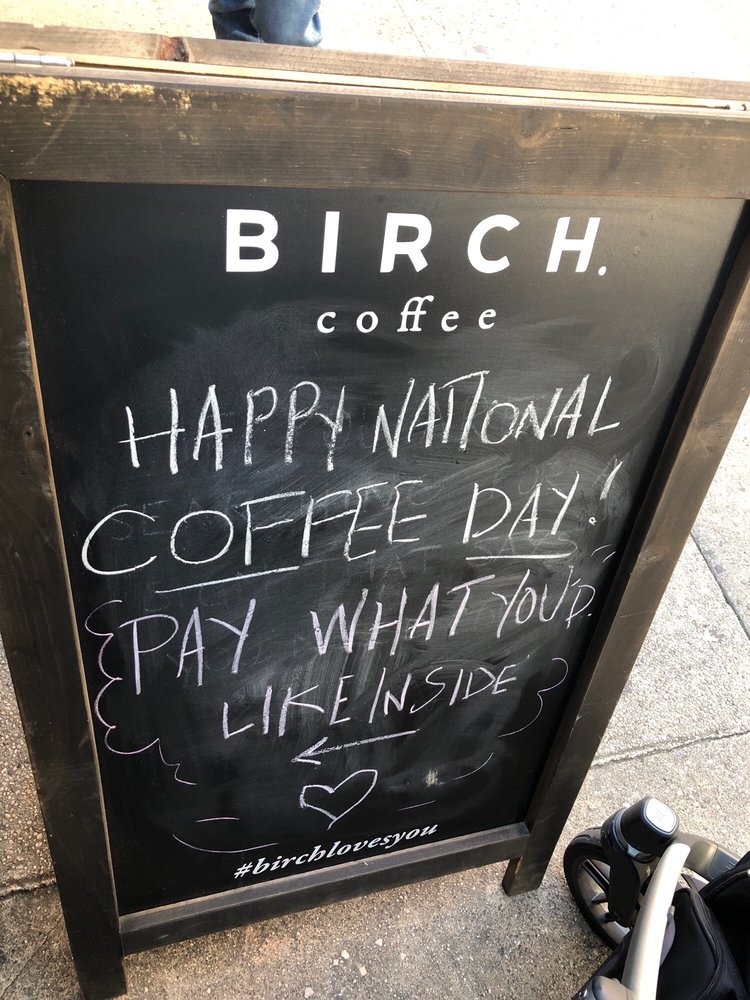 BIRCH.
coffee
HAPPY NATIONAL
COFFEE DAY!
PAY WHAT YOU'D
LIKE INSIDE
#birchlovesyou